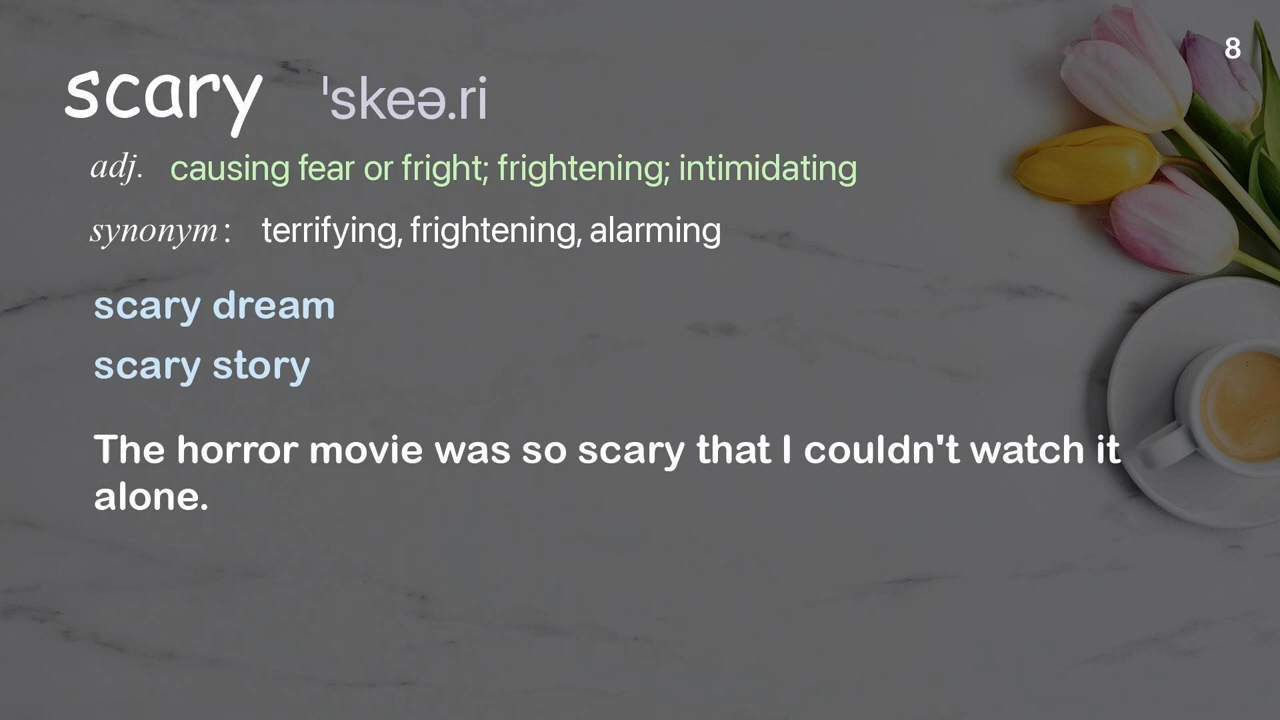 8
scary ˈskeə.ri
adj. causing fear or fright; frightening; intimidating
synonym: terrifying, frightening, alarming
scary dream
scary story
The horror movie was so scary that I couldn't watch it
alone.